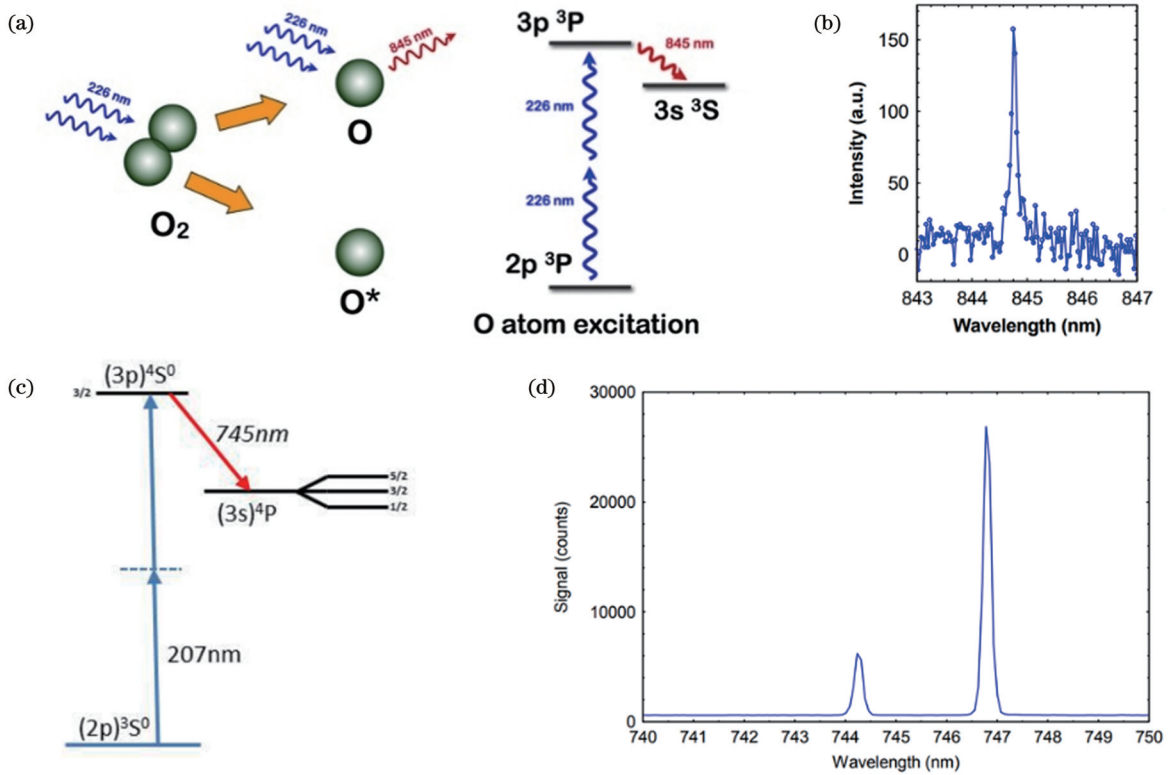 (a)
226 nm
226 nm
845 nm
O₂
O
O*
3p ³P
845 nm
3s ³S
226 nm
226 nm
2p ³P
O atom excitation
(b)
Intensity (a.u.)
150
100
50
0
843 844 845 846 847
Wavelength (nm)
(c)
(3p)⁴S⁰
3/2
745nm
(3s)⁴P
5/2
3/2
1/2
207nm
(2p)³S⁰
(d)
Signal (counts)
30000
20000
10000
0
740 741 742 743 744 745 746 747 748 749 750
Wavelength (nm)